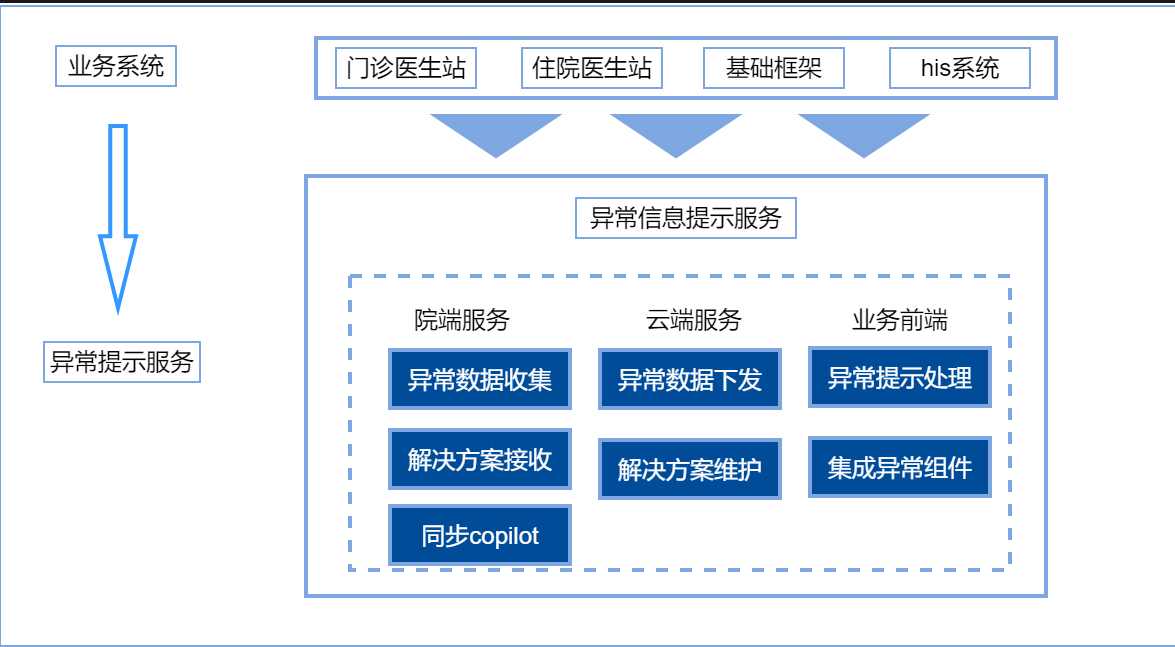 业务系统
门诊医生站
住院医生站
基础框架
his系统
异常信息提示服务
异常提示服务
院端服务
云端服务
业务前端
异常数据收集
异常数据下发
异常提示处理
解决方案接收
解决方案维护
集成异常组件
同步copilot